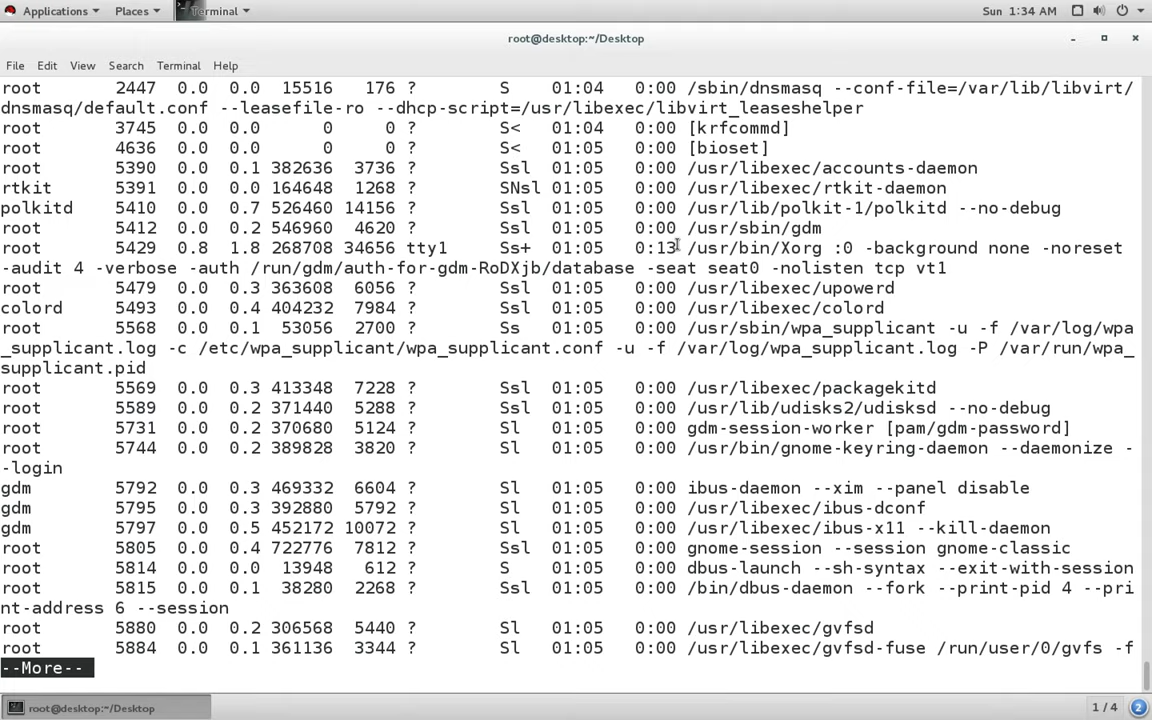 Applications Places Terminal Sun 1:34 AM
root@desktop:~/Desktop
File Edit View Search Terminal Help
root 2447 0.0 0.0 15516 176 ? S 01:04 0:00 /sbin/dnsmasq --conf-file=/var/lib/libvirt/
dnsmasq/default.conf --leasefile-ro --dhcp-script=/usr/libexec/libvirt_leaseshelper
root 3745 0.0 0.0 0 0 ? S< 01:04 0:00 [krfcommd]
root 4636 0.0 0.0 0 0 ? S< 01:05 0:00 [bioset]
root 5390 0.0 0.1 382636 3736 ? Ssl 01:05 0:00 /usr/libexec/accounts-daemon
rtkit 5391 0.0 0.0 164648 1268 ? SNsl 01:05 0:00 /usr/libexec/rtkit-daemon
polkitd 5410 0.0 0.7 526460 14156 ? Ssl 01:05 0:00 /usr/lib/polkit-1/polkitd --no-debug
root 5412 0.0 0.2 546960 4620 ? Ssl 01:05 0:00 /usr/sbin/gdm
root 5429 0.8 1.8 268708 34656 tty1 Ss+ 01:05 0:13 /usr/bin/Xorg :0 -background none -noreset
-audit 4 -verbose -auth /run/gdm/auth-for-gdm-RoDXjb/database -seat seat0 -nolisten tcp vt1
root 5479 0.0 0.3 363608 6056 ? Ssl 01:05 0:00 /usr/libexec/upowerd
colord 5493 0.0 0.4 404232 7984 ? Ssl 01:05 0:00 /usr/libexec/colord
root 5568 0.0 0.1 53056 2700 ? Ss 01:05 0:00 /usr/sbin/wpa_supplicant -u -f /var/log/wpa
_supplicant.log -c /etc/wpa_supplicant/wpa_supplicant.conf -u -f /var/log/wpa_supplicant.log -P /var/run/wpa_
supplicant.pid
root 5569 0.0 0.3 413348 7228 ? Ssl 01:05 0:00 /usr/libexec/packagekitd
root 5589 0.0 0.2 371440 5288 ? Ssl 01:05 0:00 /usr/lib/udisks2/udisksd --no-debug
root 5731 0.0 0.2 370680 5124 ? Sl 01:05 0:00 gdm-session-worker [pam/gdm-password]
root 5744 0.0 0.2 389828 3820 ? Sl 01:05 0:00 /usr/bin/gnome-keyring-daemon --daemonize -
-login
gdm 5792 0.0 0.3 469332 6604 ? Sl 01:05 0:00 ibus-daemon --xim --panel disable
gdm 5795 0.0 0.3 392880 5792 ? Sl 01:05 0:00 /usr/libexec/ibus-dconf
gdm 5797 0.0 0.5 452172 10072 ? Sl 01:05 0:00 /usr/libexec/ibus-x11 --kill-daemon
root 5805 0.0 0.4 722776 7812 ? Ssl 01:05 0:00 gnome-session --session gnome-classic
root 5814 0.0 0.0 13948 612 ? S 01:05 0:00 dbus-launch --sh-syntax --exit-with-session
root 5815 0.0 0.1 38280 2268 ? Ssl 01:05 0:00 /bin/dbus-daemon --fork --print-pid 4 --pri
nt-address 6 --session
root 5880 0.0 0.2 306568 5440 ? Sl 01:05 0:00 /usr/libexec/gvfsd
root 5884 0.0 0.1 361136 3344 ? Sl 01:05 0:00 /usr/libexec/gvfsd-fuse /run/user/0/gvfs -f
--More--
root@desktop:~/Desktop 1 / 4 2